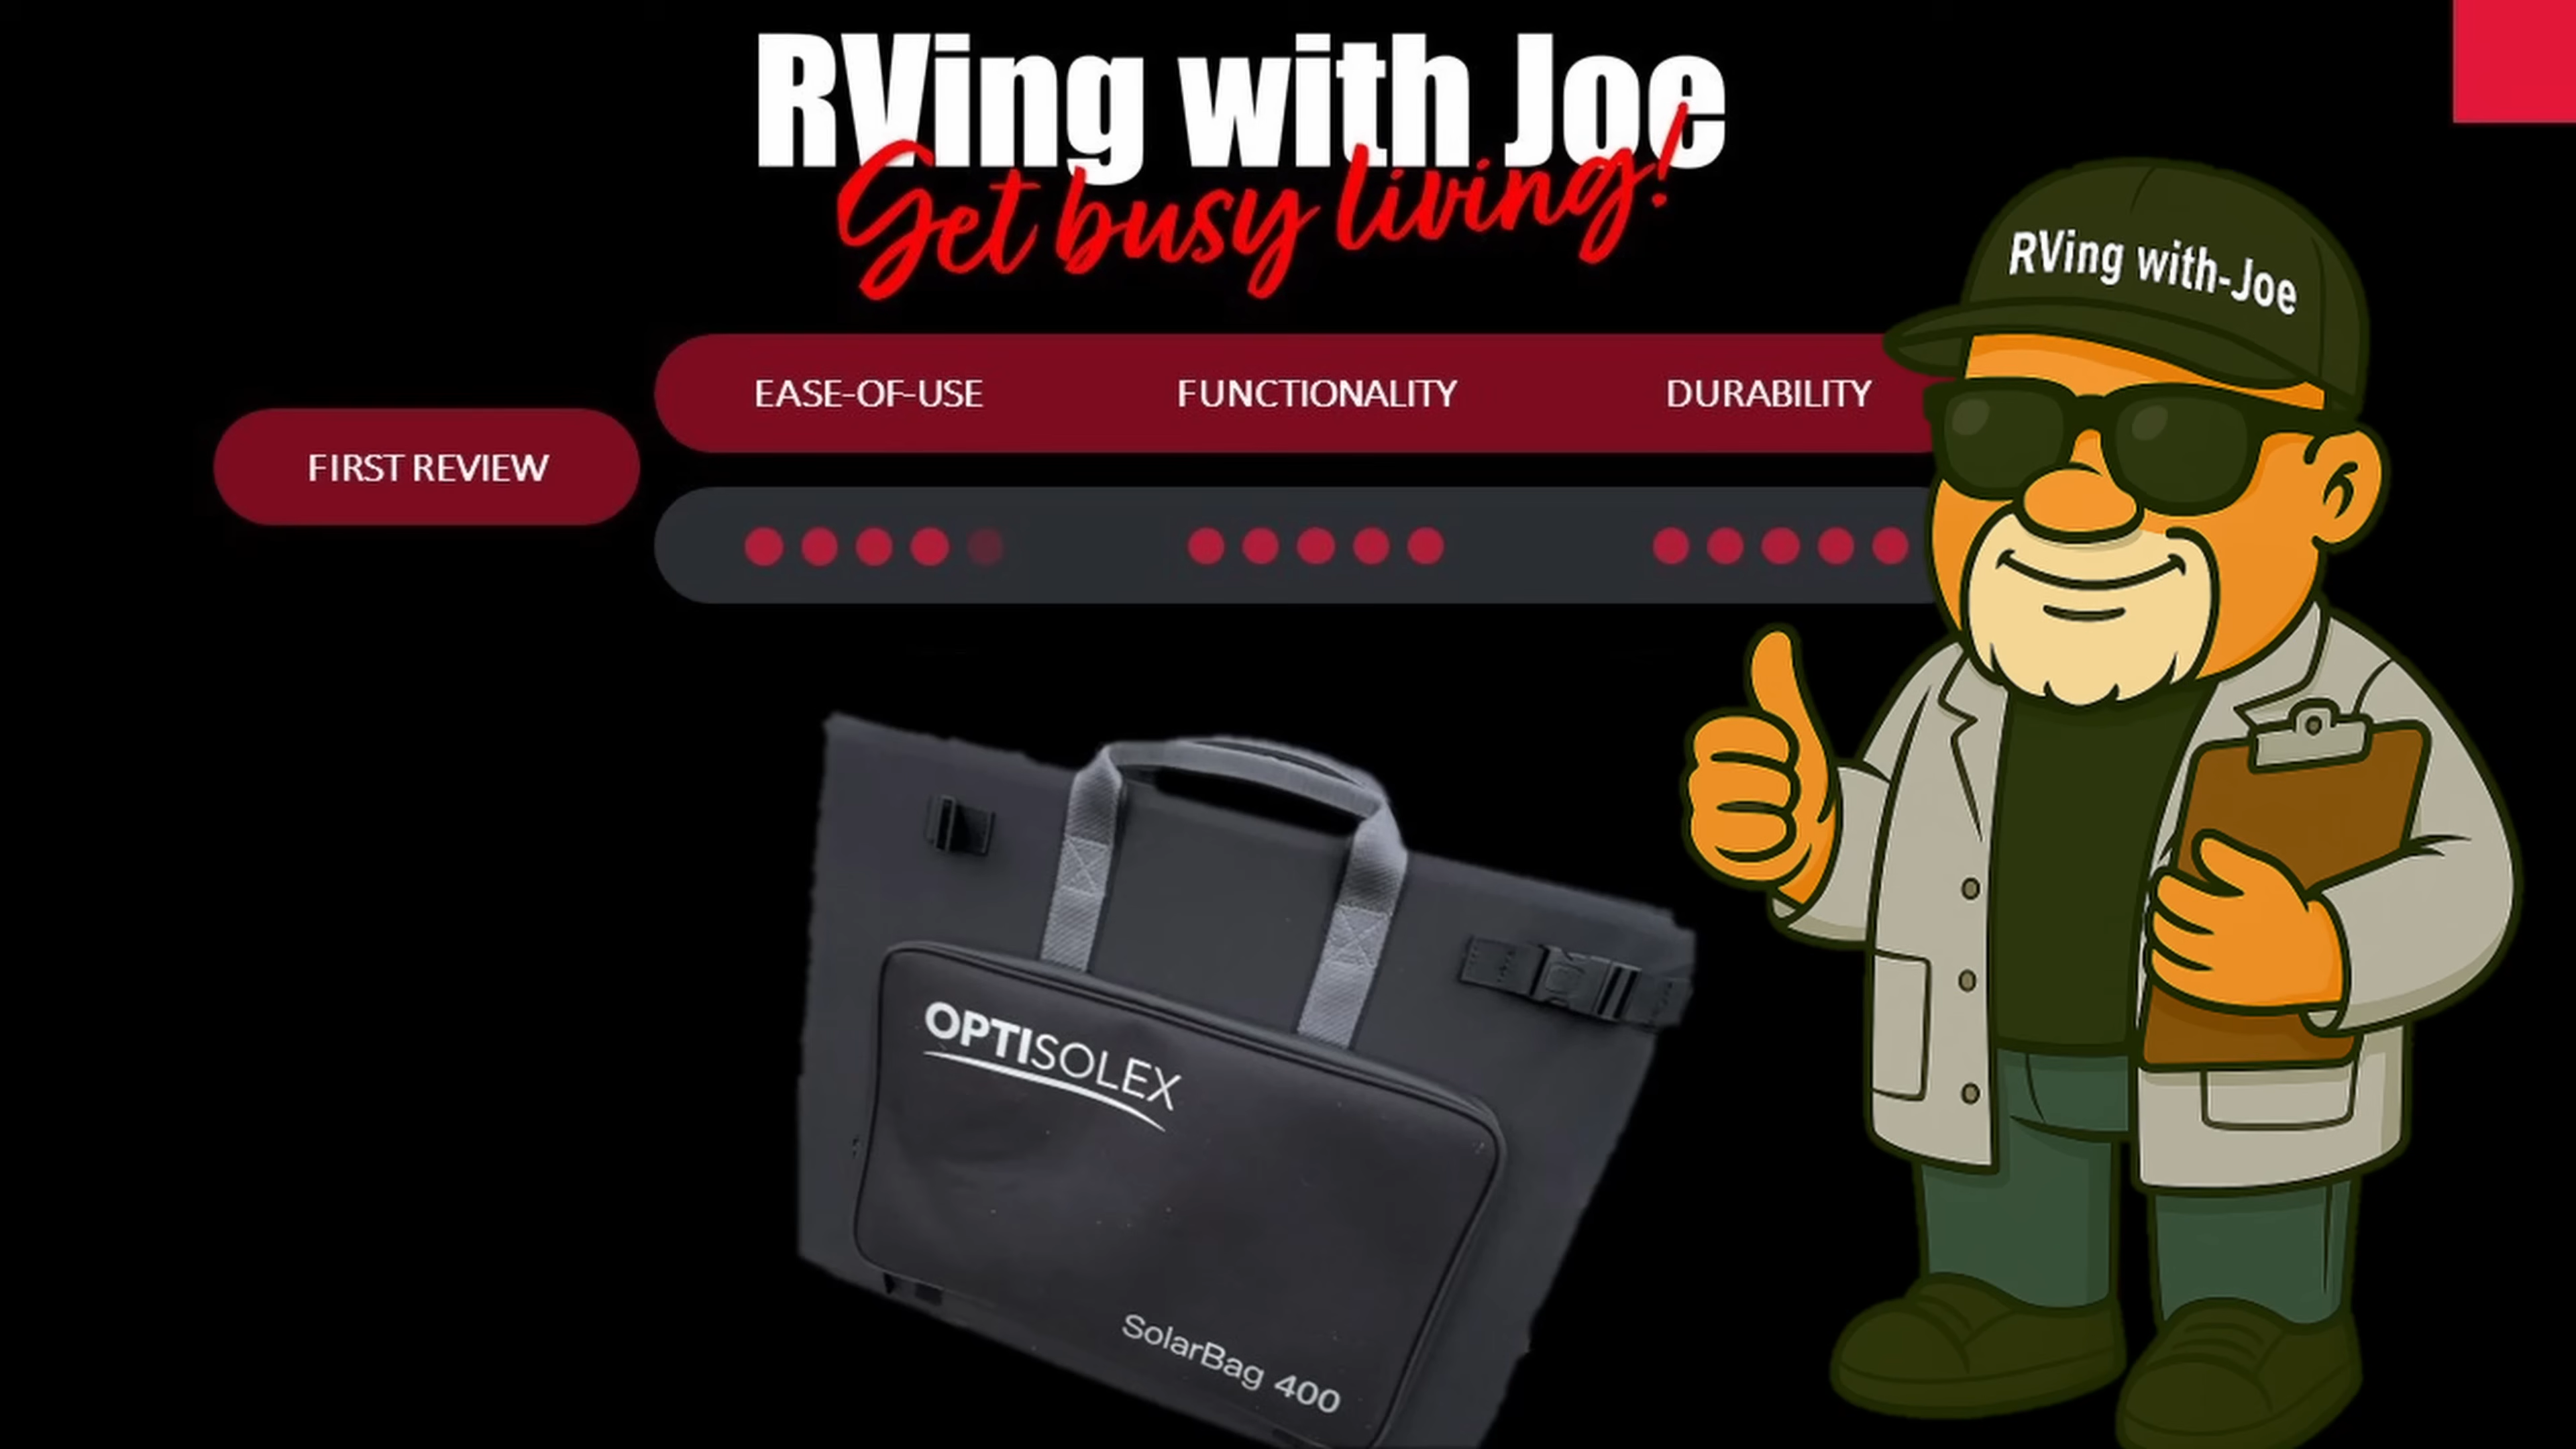 RVing with Joe
Get busy living!
RVing with-Joe
EASE-OF-USE FUNCTIONALITY DURABILITY
FIRST REVIEW
OPTISOLEX
SolarBag 400